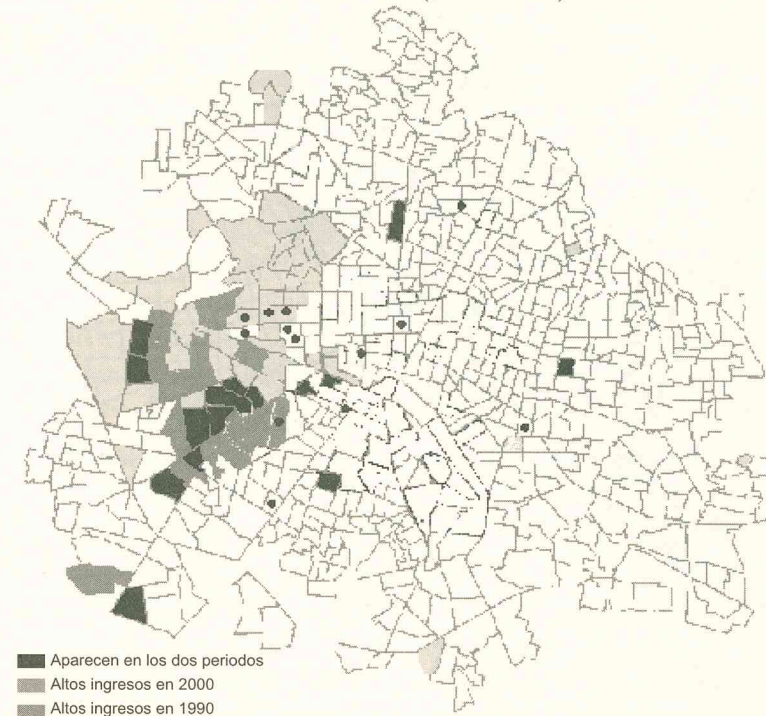 Aparecen en los dos periodos
Altos ingresos en 2000
Altos ingresos en 1990